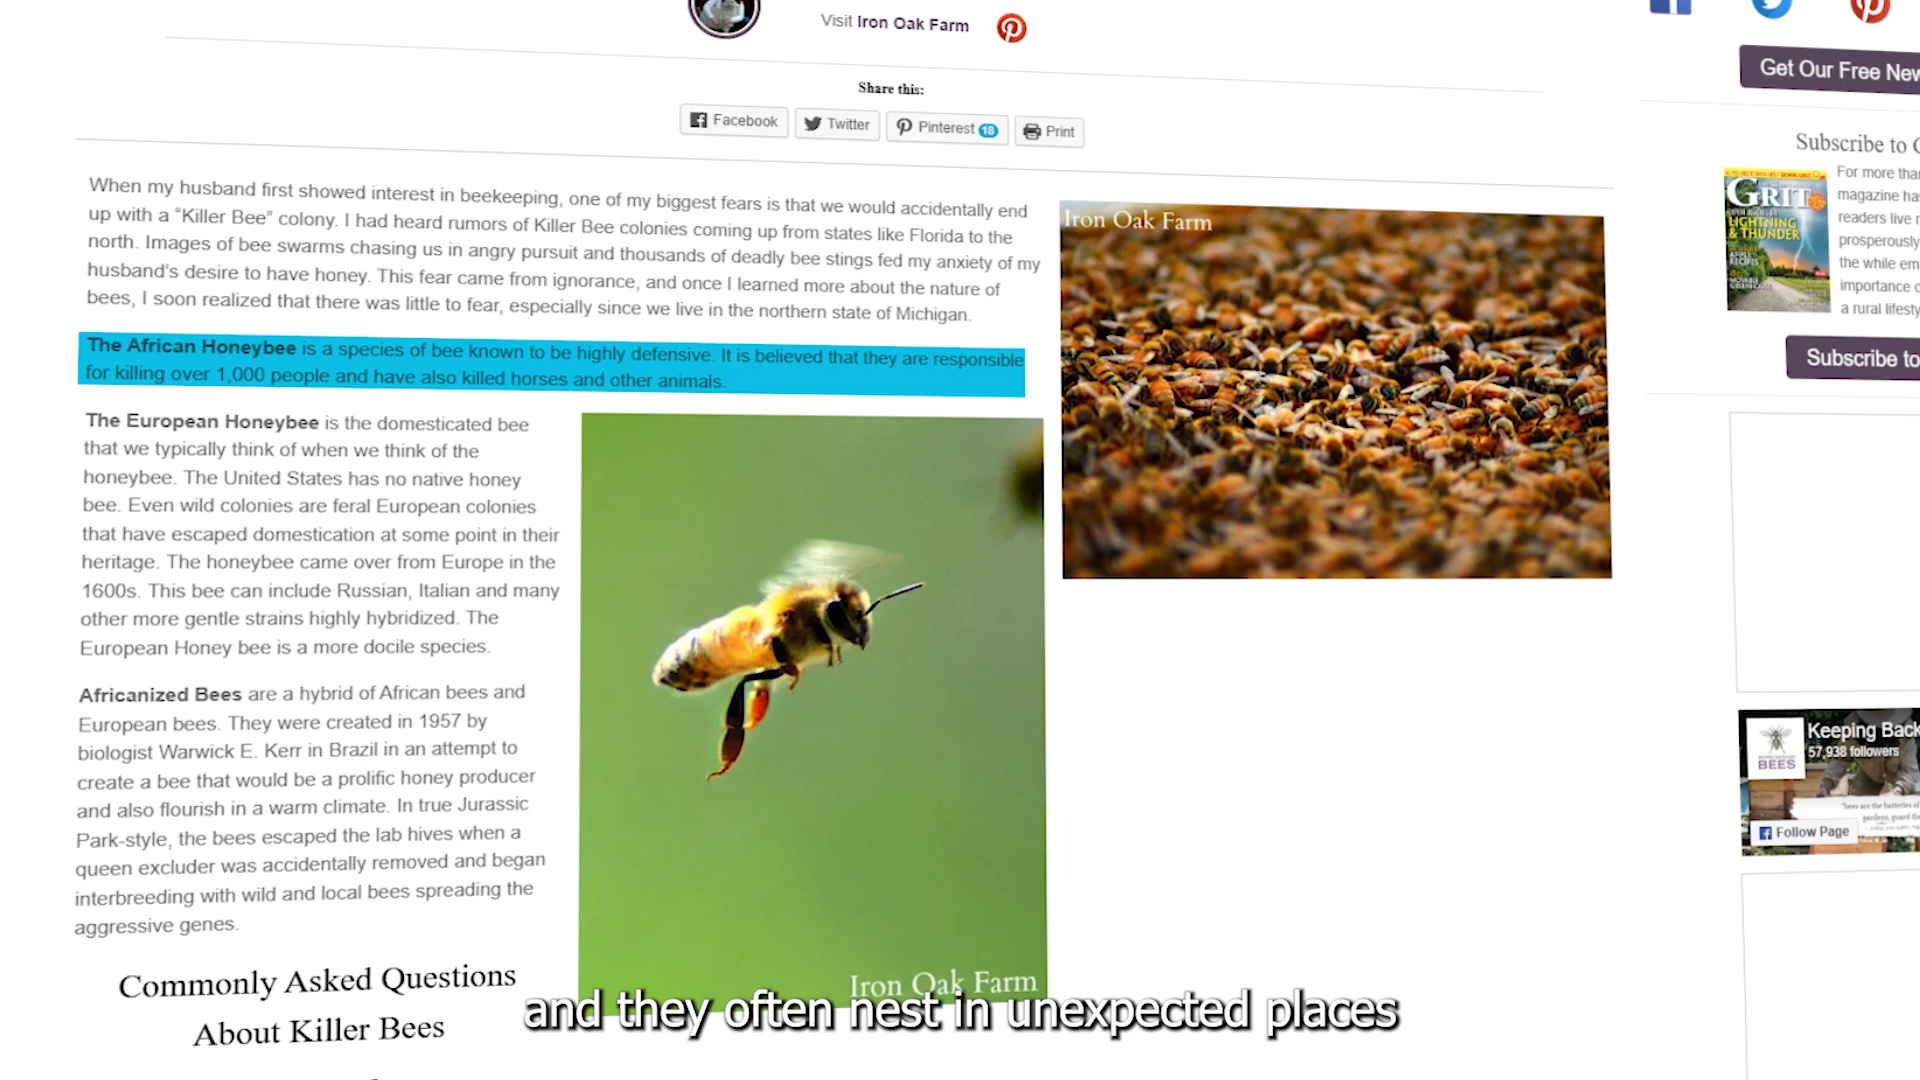 Visit Iron Oak Farm
Share this:
Facebook
Twitter
Pinterest 18
Print
When my husband first showed interest in beekeeping, one of my biggest fears is that we would accidentally end
up with a “Killer Bee” colony. I had heard rumors of Killer Bee colonies coming up from states like Florida to the
north. Images of bee swarms chasing us in angry pursuit and thousands of deadly bee stings fed my anxiety of my
husband's desire to have honey. This fear came from ignorance, and once I learned more about the nature of
bees, I soon realized that there was little to fear, especially since we live in the northern state of Michigan.
The African Honeybee is a species of bee known to be highly defensive. It is believed that they are responsible
for killing over 1,000 people and have also killed horses and other animals.
The European Honeybee is the domesticated bee
that we typically think of when we think of the
honeybee. The United States has no native honey
bee. Even wild colonies are feral European colonies
that have escaped domestication at some point in their
heritage. The honeybee came over from Europe in the
1600s. This bee can include Russian, Italian and many
other more gentle strains highly hybridized. The
European Honey bee is a more docile species.
Africanized Bees are a hybrid of African bees and
European bees. They were created in 1957 by
biologist Warwick E. Kerr in Brazil in an attempt to
create a bee that would be a prolific honey producer
and also flourish in a warm climate. In true Jurassic
Park-style, the bees escaped the lab hives when a
queen excluder was accidentally removed and began
interbreeding with wild and local bees spreading the
aggressive genes.
Commonly Asked Questions
About Killer Bees
Iron Oak Farm
Iron Oak Farm
and they often nest in unexpected places
Get Our Free New
Subscribe to
GRIT
LIGHTNING
& THUNDER
For more than
magazine ha
readers live
prosperously
the while em
importance o
a rural lifesty
Subscribe to
Keeping Back
57,938 followers
BEES
"bees are the batteries of
Follow Page